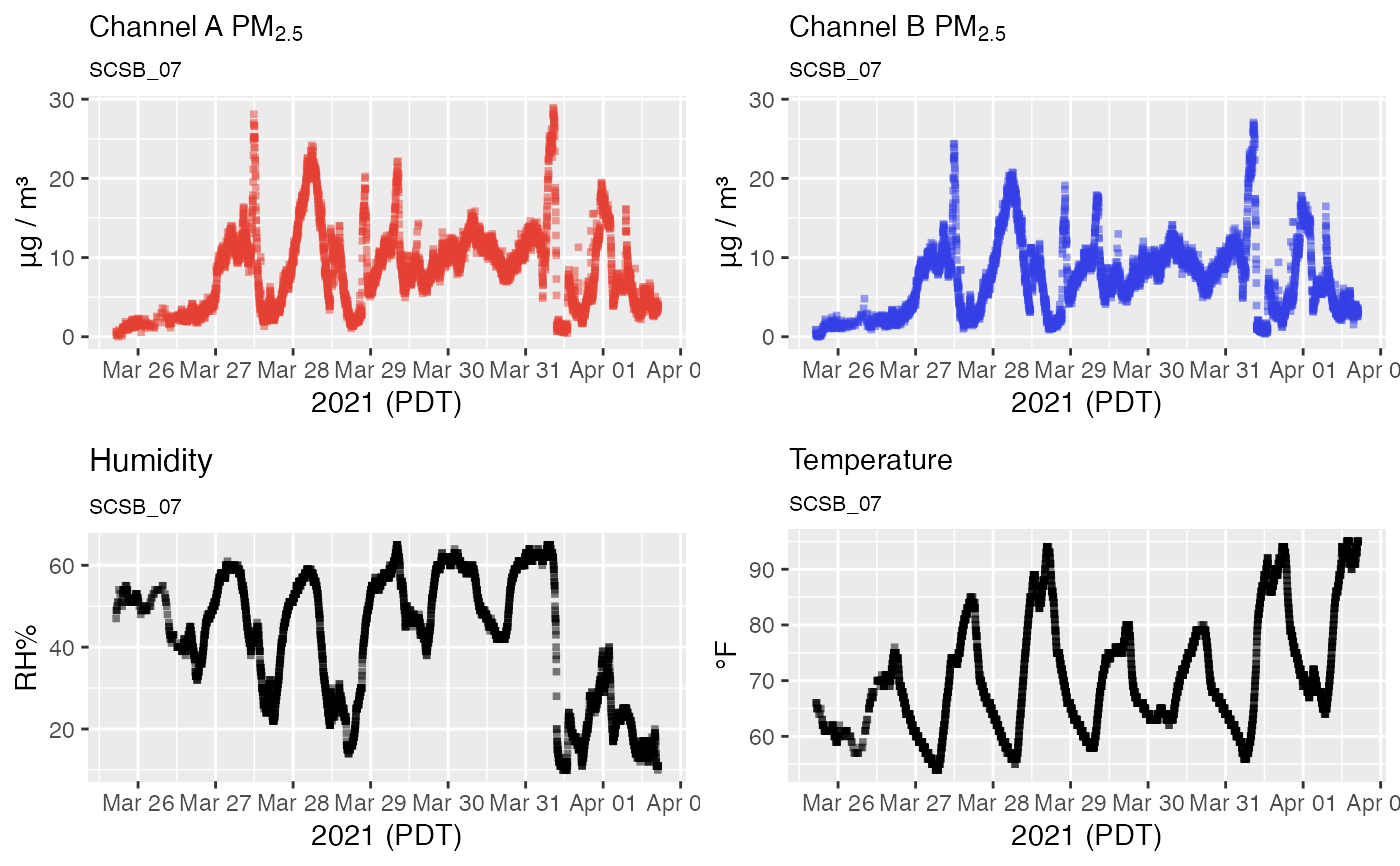 Channel A PM2.5
SCSB_07
30
20
10
0
µg / m³
Mar 26 Mar 27 Mar 28 Mar 29 Mar 30 Mar 31 Apr 01 Apr 0
2021 (PDT)
Channel B PM2.5
SCSB_07
30
20
10
0
µg / m³
Mar 26 Mar 27 Mar 28 Mar 29 Mar 30 Mar 31 Apr 01 Apr 0
2021 (PDT)
Humidity
SCSB_07
60
40
20
RH%
Mar 26 Mar 27 Mar 28 Mar 29 Mar 30 Mar 31 Apr 01 Apr 0
2021 (PDT)
Temperature
SCSB_07
90
80
70
60
°F
Mar 26 Mar 27 Mar 28 Mar 29 Mar 30 Mar 31 Apr 01 Apr 0
2021 (PDT)